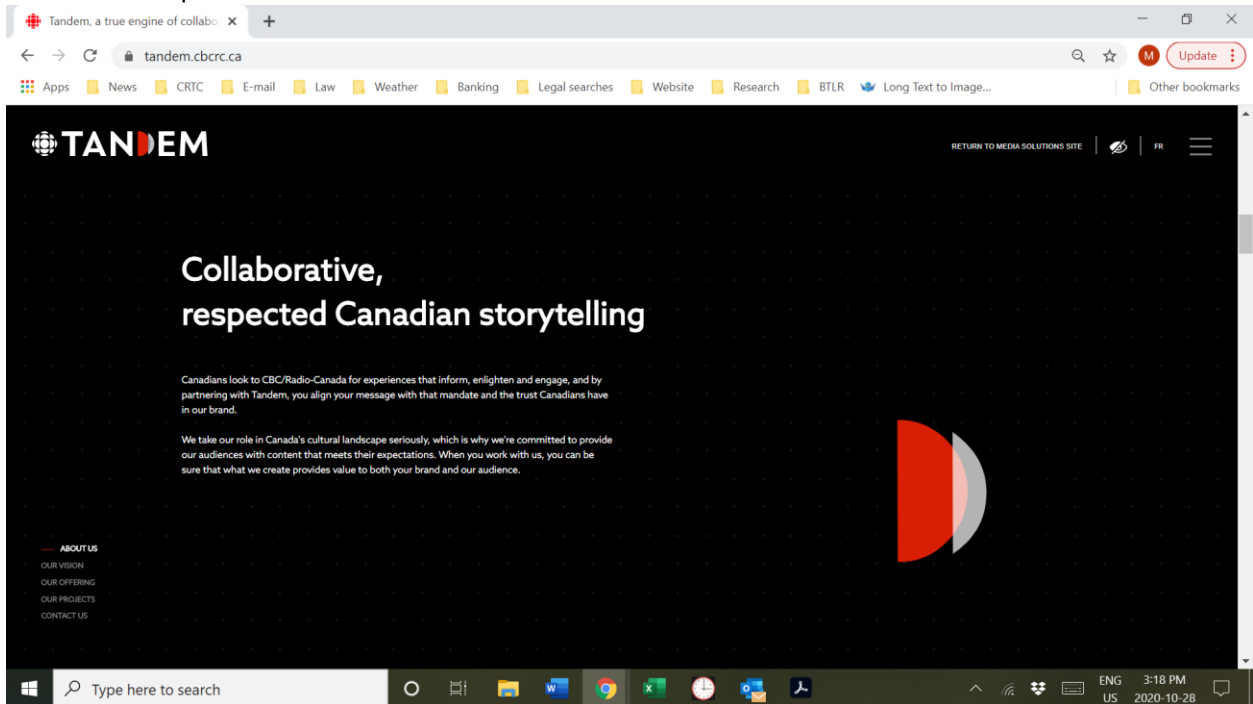 Tandem, a true engine of collabo
tandem.cbcrc.ca
Update
Apps News CRTC E-mail Law Weather Banking Legal searches Website Research BTLR Long Text to Image... Other bookmarks
TANDEM
RETURN TO MEDIA SOLUTIONS SITE FR
Collaborative,
respected Canadian storytelling
Canadians look to CBC/Radio-Canada for experiences that inform, enlighten and engage, and by
partnering with Tandem, you align your message with that mandate and the trust Canadians have
in our brand.
We take our role in Canada's cultural landscape seriously, which is why we're committed to provide
our audiences with content that meets their expectations. When you work with us, you can be
sure that what we create provides value to both your brand and our audience.
ABOUT US
OUR VISION
OUR OFFERING
OUR PROJECTS
CONTACT US
Type here to search
ENG 3:18 PM
US 2020-10-28